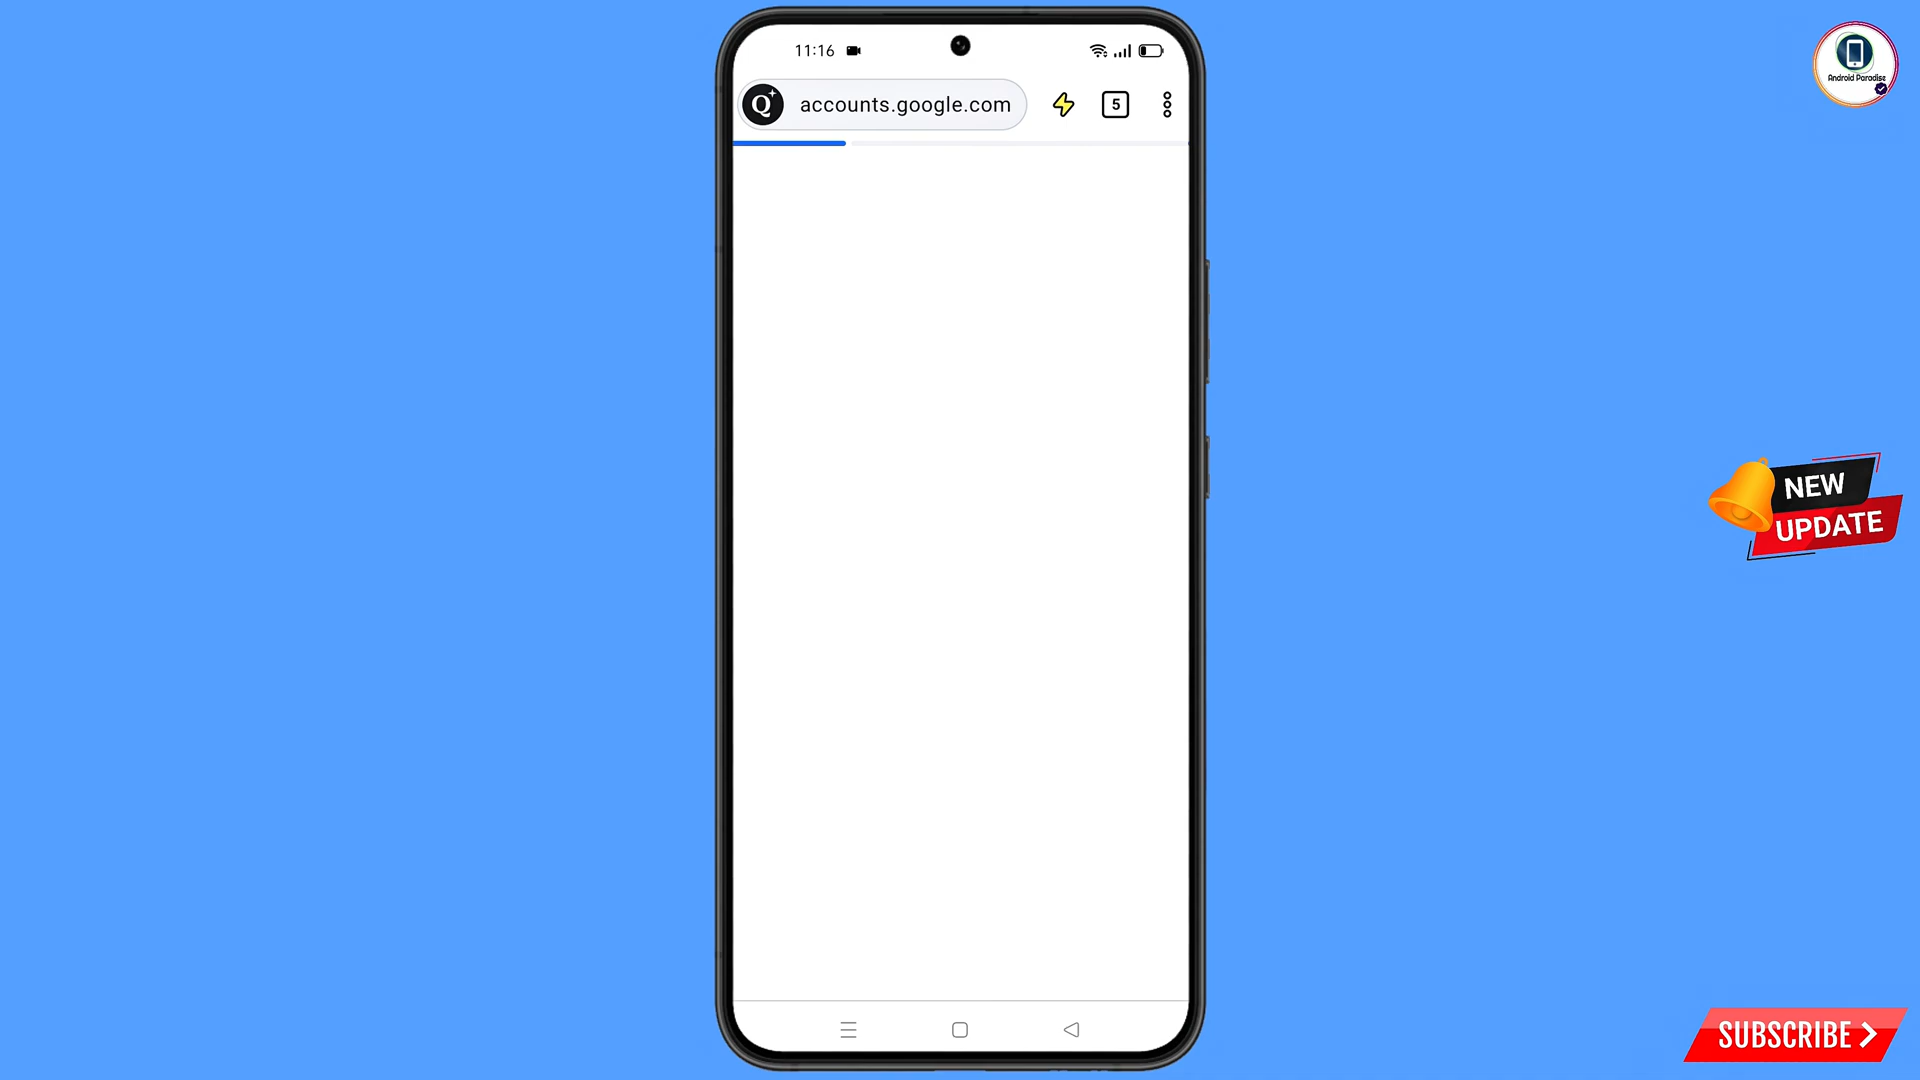 11:16
Q accounts.google.com 5
Android Paradise
NEW
UPDATE
SUBSCRIBE